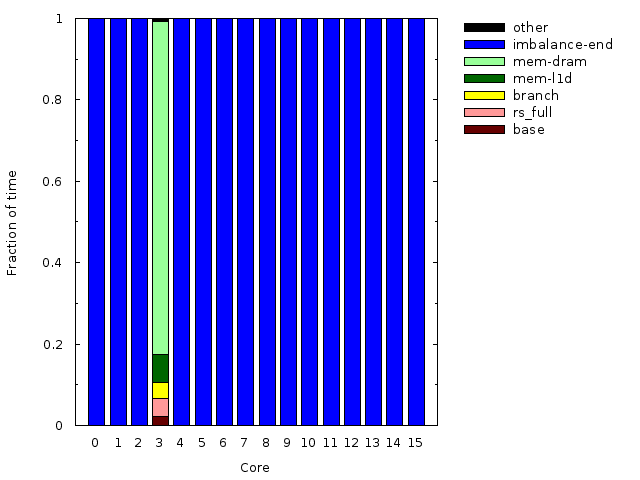 1
0.8
0.6
0.4
0.2
0
Fraction of time
0 1 2 3 4 5 6 7 8 9 10 11 12 13 14 15
Core
other
imbalance-end
mem-dram
mem-l1d
branch
rs_full
base